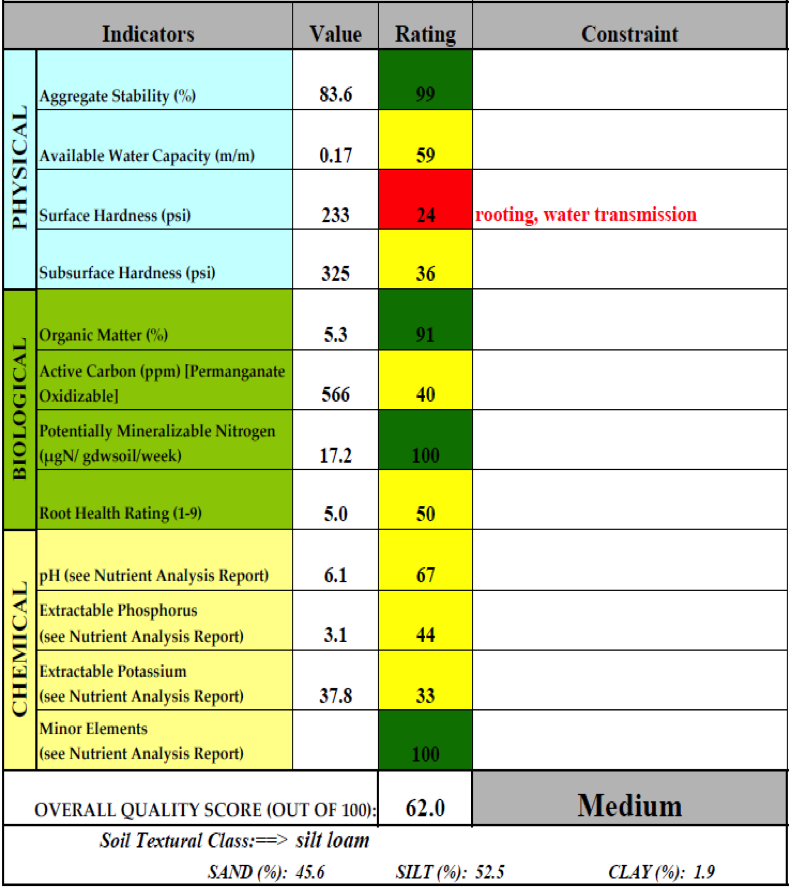 Indicators Value Rating Constraint
PHYSICAL
Aggregate Stability (%) 83.6 99
Available Water Capacity (m/m) 0.17 59
Surface Hardness (psi) 233 24 rooting, water transmission
Subsurface Hardness (psi) 325 36
BIOLOGICAL
Organic Matter (%) 5.3 91
Active Carbon (ppm) [Permanganate
Oxidizable] 566 40
Potentially Mineralizable Nitrogen
(µgN/ gdwsoil/week) 17.2 100
Root Health Rating (1-9) 5.0 50
CHEMICAL
pH (see Nutrient Analysis Report) 6.1 67
Extractable Phosphorus
(see Nutrient Analysis Report) 3.1 44
Extractable Potassium
(see Nutrient Analysis Report) 37.8 33
Minor Elements
(see Nutrient Analysis Report) 100
OVERALL QUALITY SCORE (OUT OF 100): 62.0 Medium
Soil Textural Class:==> silt loam
SAND (%): 45.6 SILT (%): 52.5 CLAY (%): 1.9